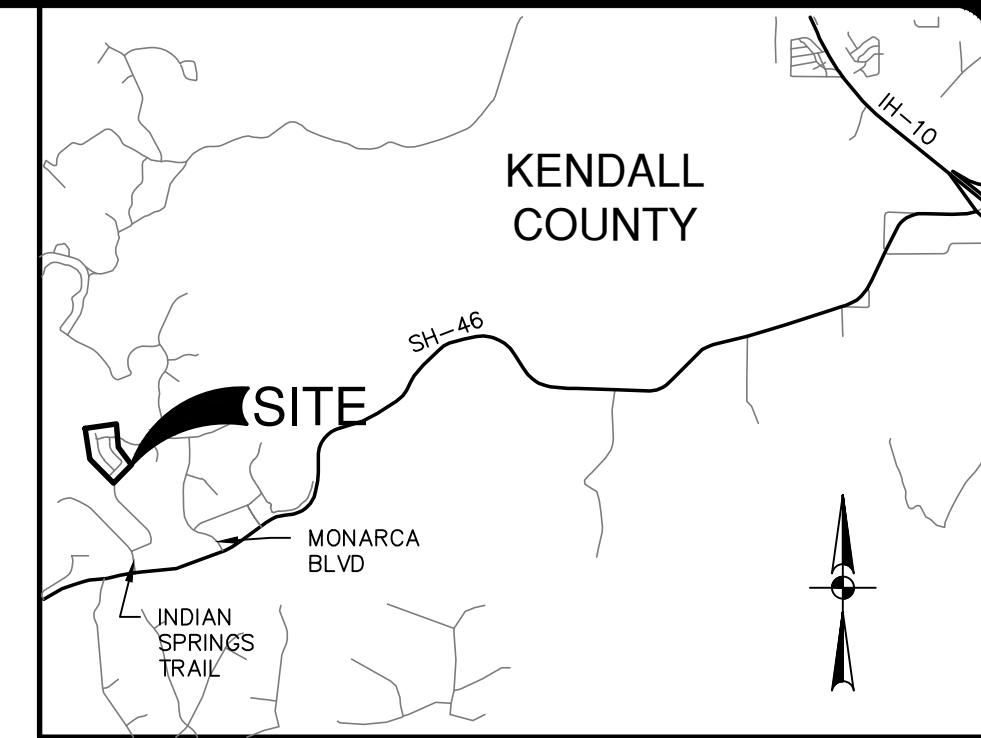 IH-10
KENDALL
COUNTY
SH-46
SITE
MONARCA
BLVD
INDIAN
SPRINGS
TRAIL